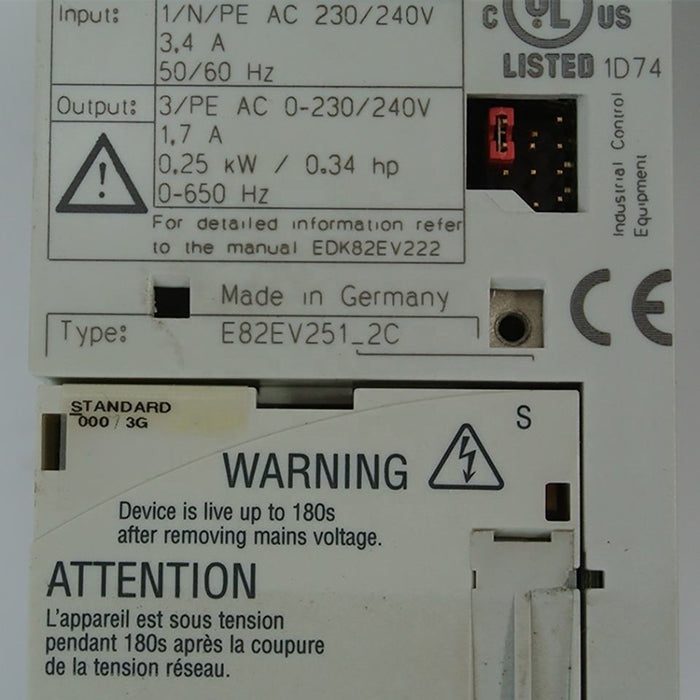 Input: 1/N/PE AC 230/240V
3,4 A
50/60 Hz
Output: 3/PE AC 0-230/240V
1,7 A
0,25 kW / 0.34 hp
0-650 Hz
For detailed information refer
to the manual EDK82EV222
C UL US
LISTED 1D74
Industrial Control
Equipment
Made in Germany
CE
Type: E82EV251_2C
STANDARD
000 / 3G
S
WARNING
Device is live up to 180s
after removing mains voltage.
ATTENTION
L'appareil est sous tension
pendant 180s après la coupure
de la tension réseau.